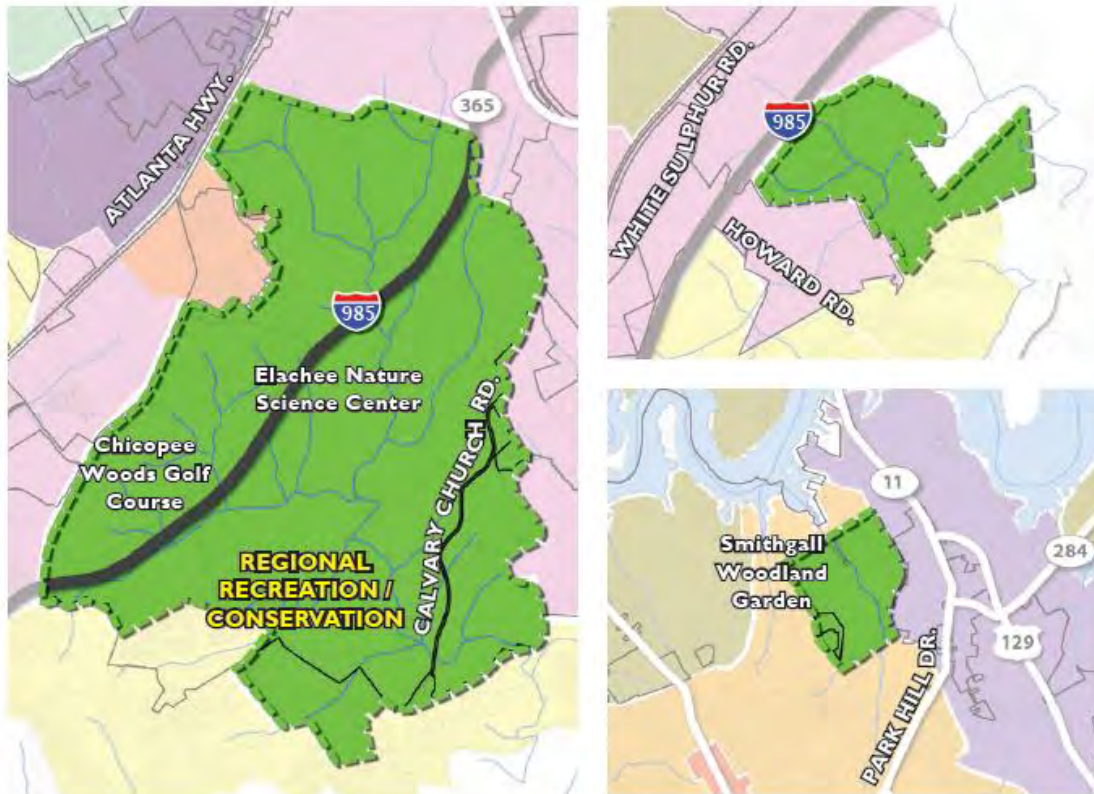 ATLANTA HWY.
365
985
Elachee Nature
Science Center
Chicopee
Woods Golf
Course
CALVARY CHURCH RD.
REGIONAL
RECREATION /
CONSERVATION
WHITE SULPHUR RD.
985
HOWARD RD.
11
Smithgall
Woodland
Garden
284
129
PARK HILL DR.